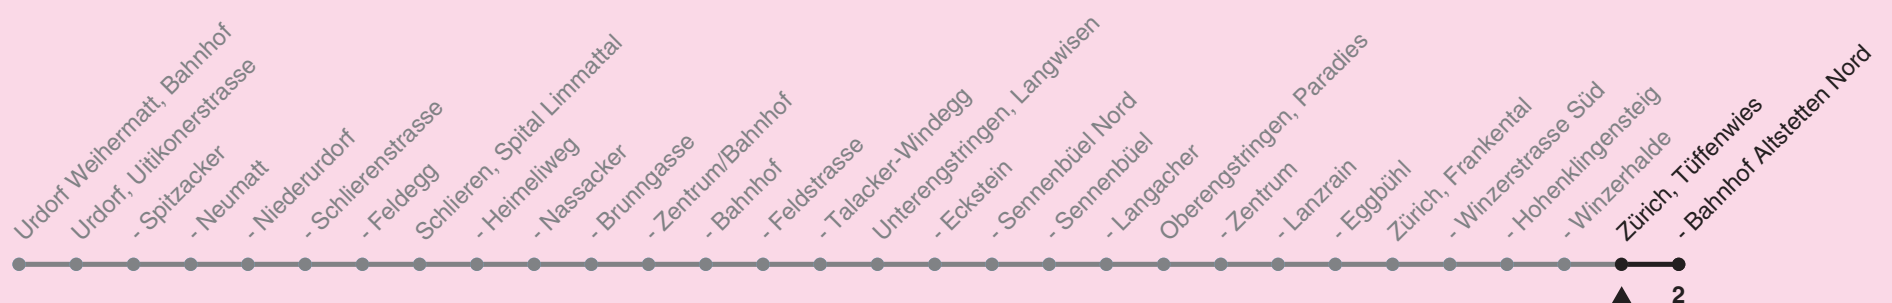 Urdorf Weihermatt, Bahnhof
Urdorf, Uitikonerstrasse
- Spitzacker
- Neumatt
- Niederurdorf
- Schlierenstrasse
- Feldegg
Schlieren, Spital Limmattal
- Heimeliweg
- Nassacker
- Brunngasse
- Zentrum/Bahnhof
- Bahnhof
- Feldstrasse
- Talacker-Windegg
Unterengstringen, Langwisen
- Eckstein
- Sennenbüel Nord
- Sennenbüel
- Langacher
Oberengstringen, Paradies
- Zentrum
- Lanzrain
- Eggbühl
Zürich, Frankental
- Winzerstrasse Süd
- Hohenklingensteig
- Winzerhalde
Zürich, Tüffenwies
- Bahnhof Altstetten Nord
2